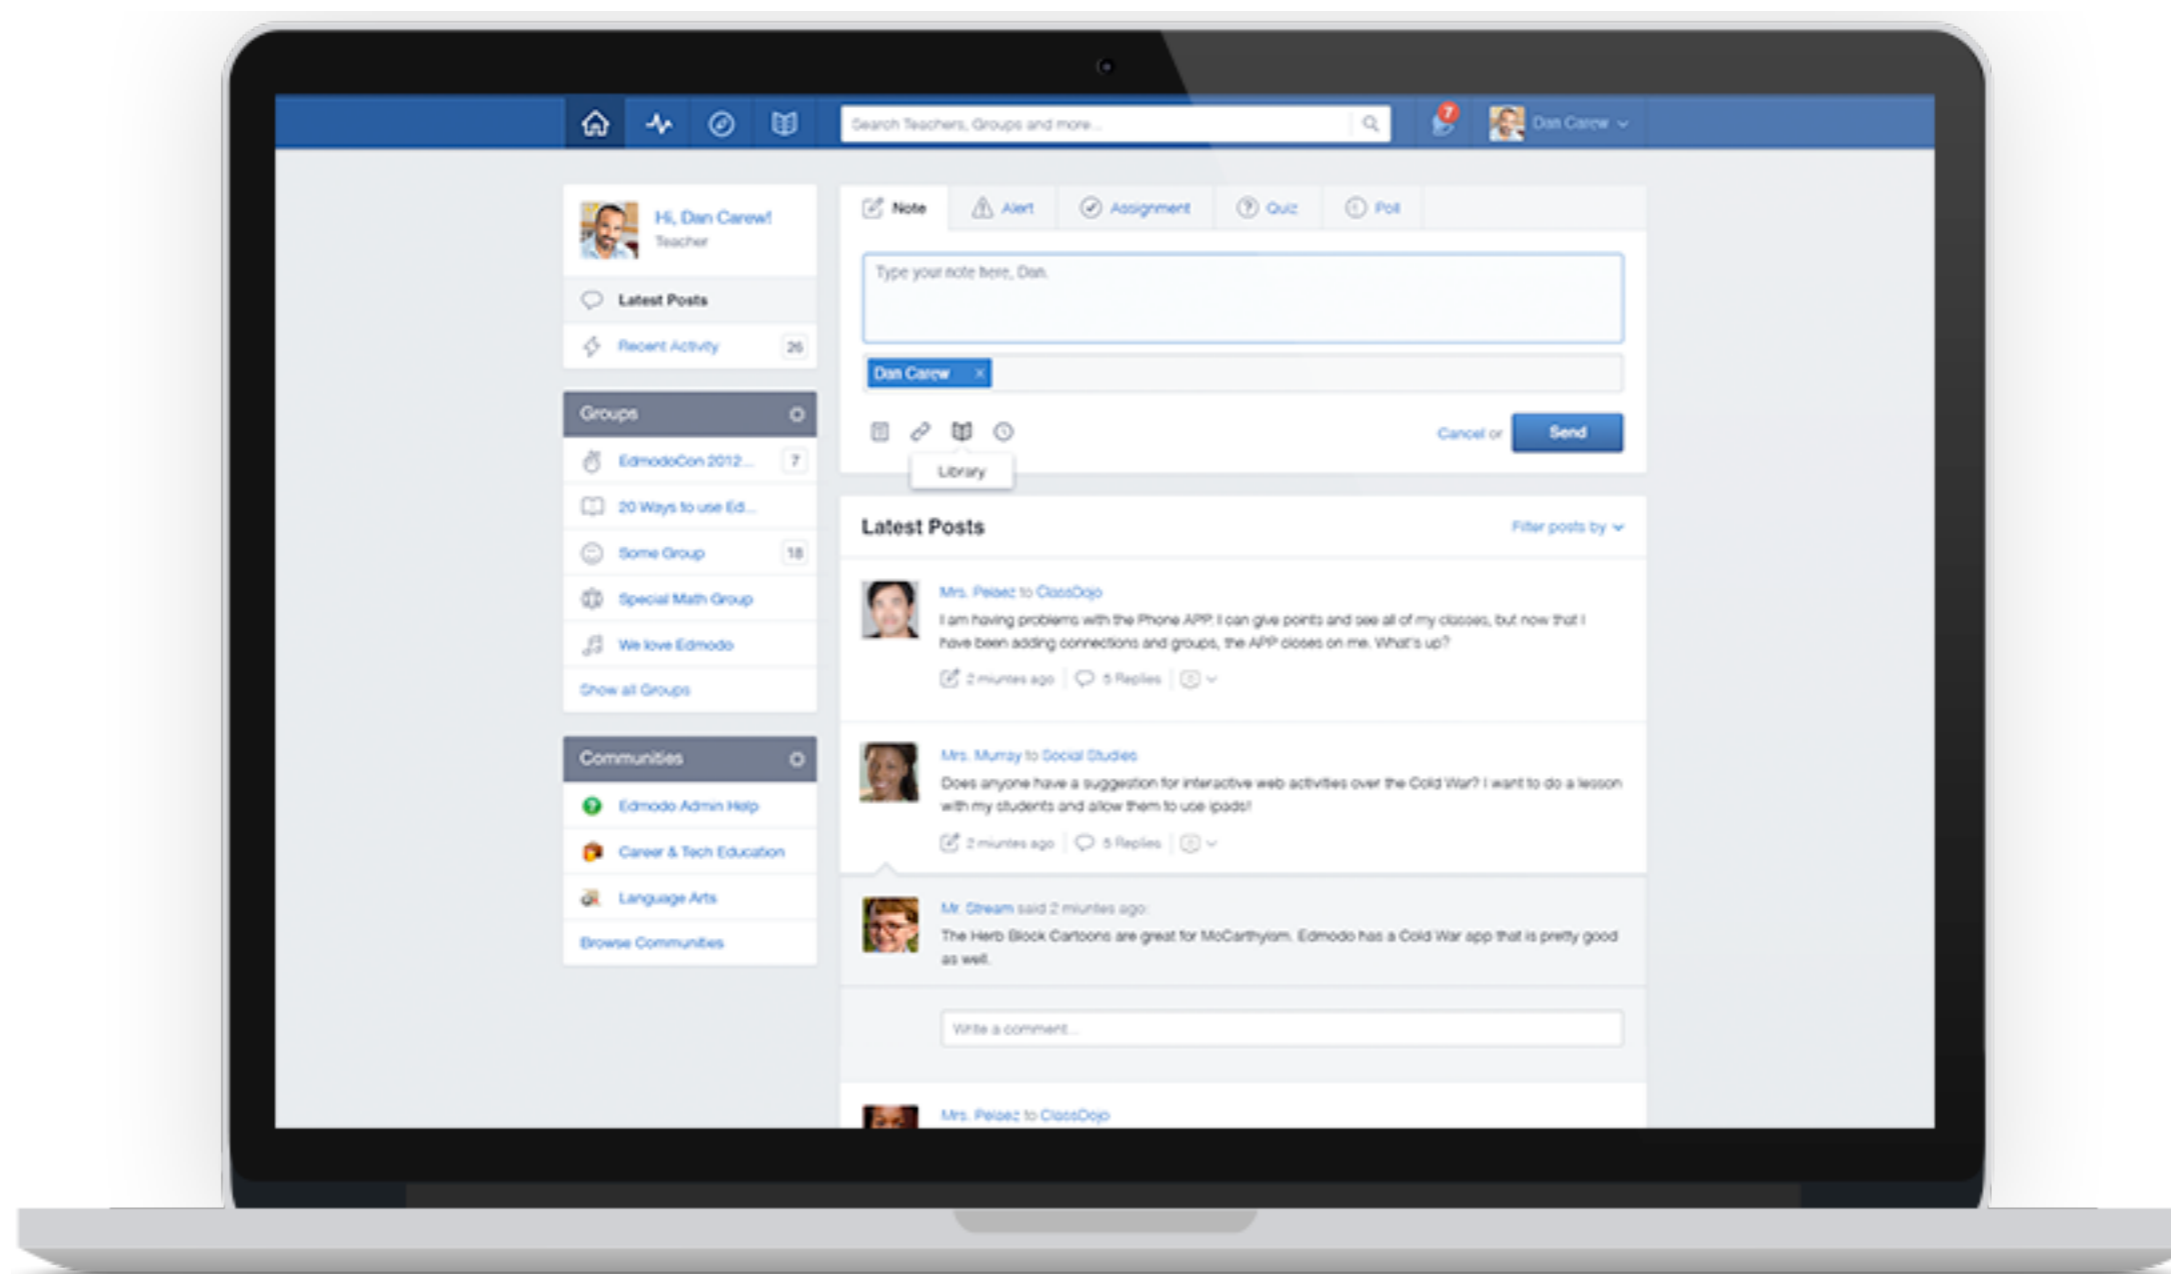 Search Teachers, Groups and more...
7
Dan Carew
Hi, Dan Carew!
Teacher
Latest Posts
Recent Activity 26
Groups
EdmodoCon 2012... 7
20 Ways to use Ed...
Some Group 18
Special Math Group
We love Edmodo
Show all Groups
Communities
Edmodo Admin Help
Career & Tech Education
Language Arts
Browse Communities
Note Alert Assignment Quiz Poll
Type your note here, Dan.
Dan Carew ×
Cancel or Send
Library
Latest Posts Filter posts by
Mrs. Pelaez to ClassDojo
I am having problems with the Phone APP. I can give points and see all of my classes, but now that I
have been adding connections and groups, the APP closes on me. What's up?
2 miuntes ago 5 Replies
Mrs. Murray to Social Studies
Does anyone have a suggestion for interactive web activities over the Cold War? I want to do a lesson
with my students and allow them to use ipads!
2 miuntes ago 5 Replies
Mr. Stream said 2 miuntes ago:
The Herb Block Cartoons are great for McCarthyism. Edmodo has a Cold War app that is pretty good
as well.
Write a comment...
Mrs. Pelaez to ClassDojo